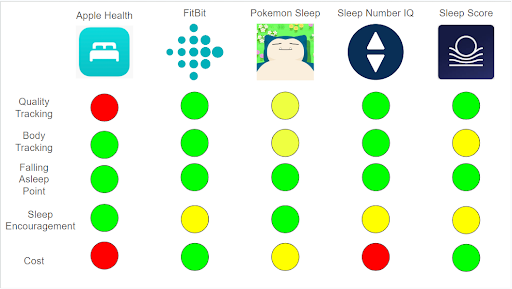 Apple Health
FitBit
Pokemon Sleep
Sleep Number IQ
Sleep Score
Quality
Tracking
Body
Tracking
Falling
Asleep
Point
Sleep
Encouragement
Cost